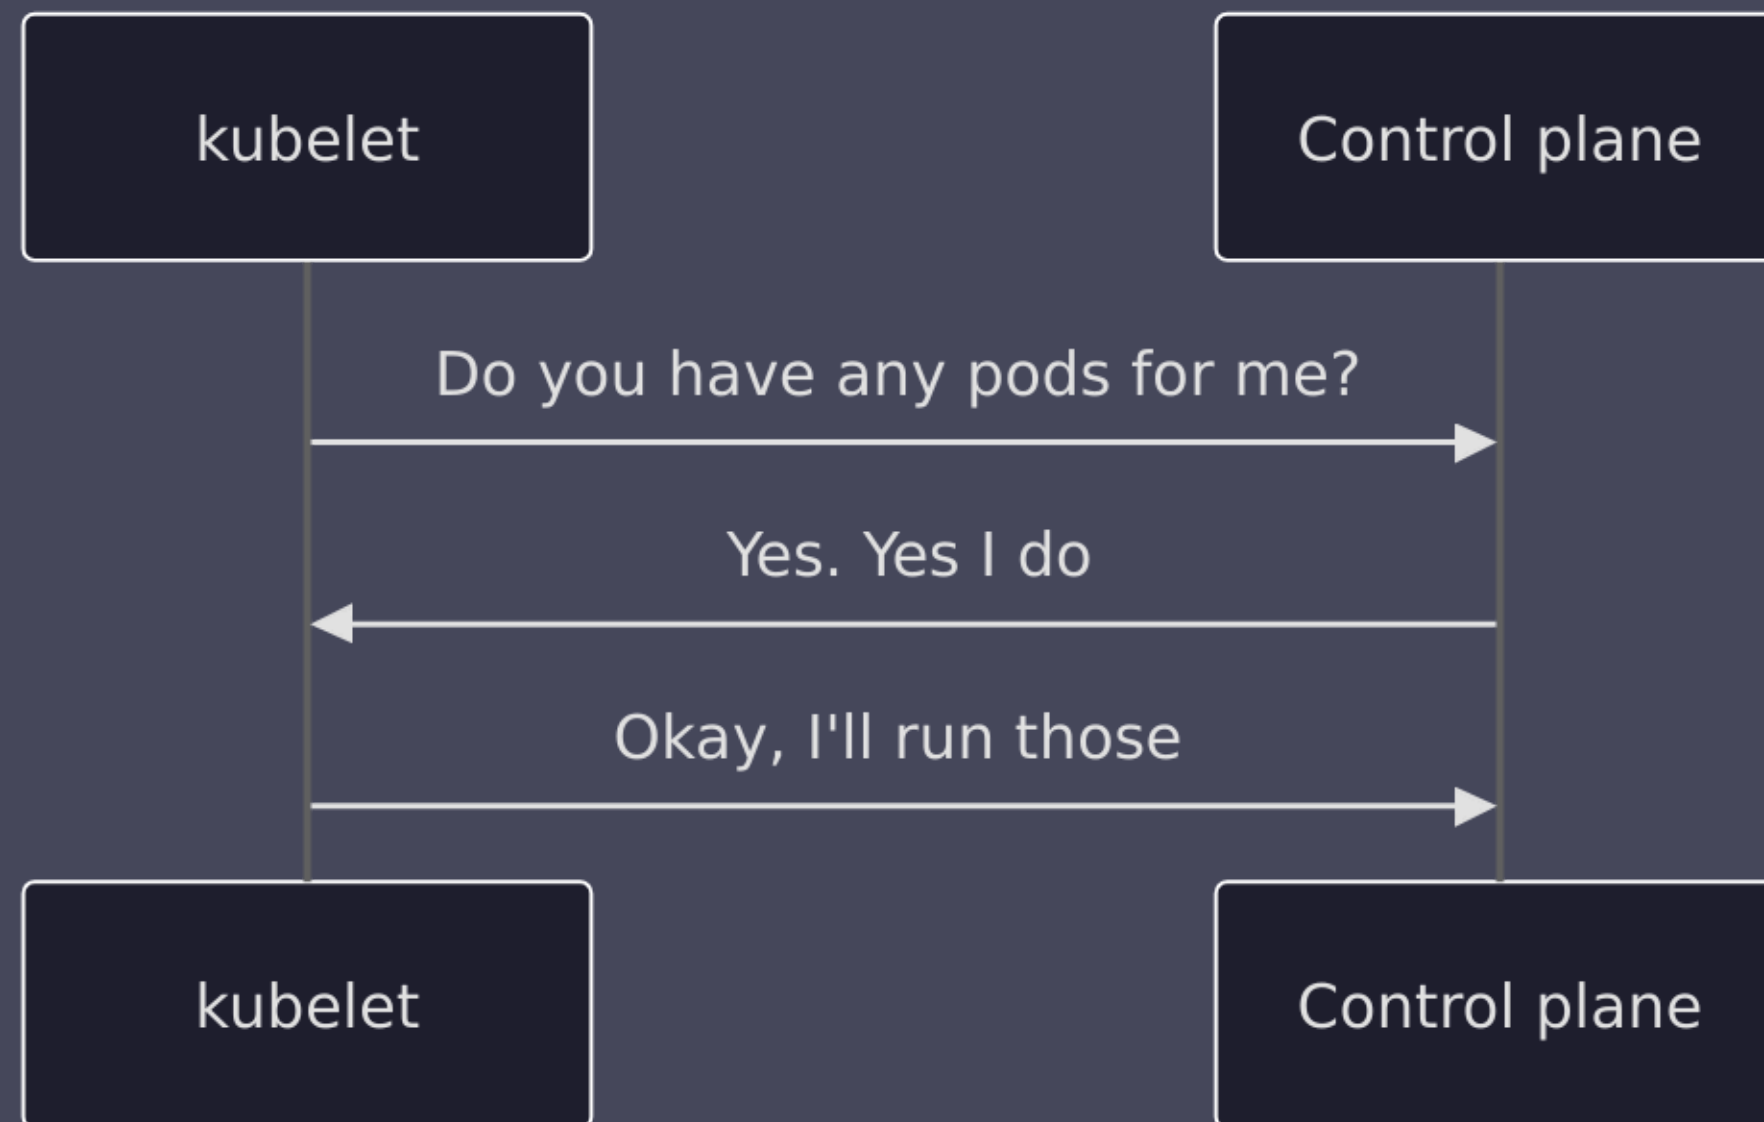 kubelet
Control plane
Do you have any pods for me?
Yes. Yes I do
Okay, I'll run those
kubelet
Control plane